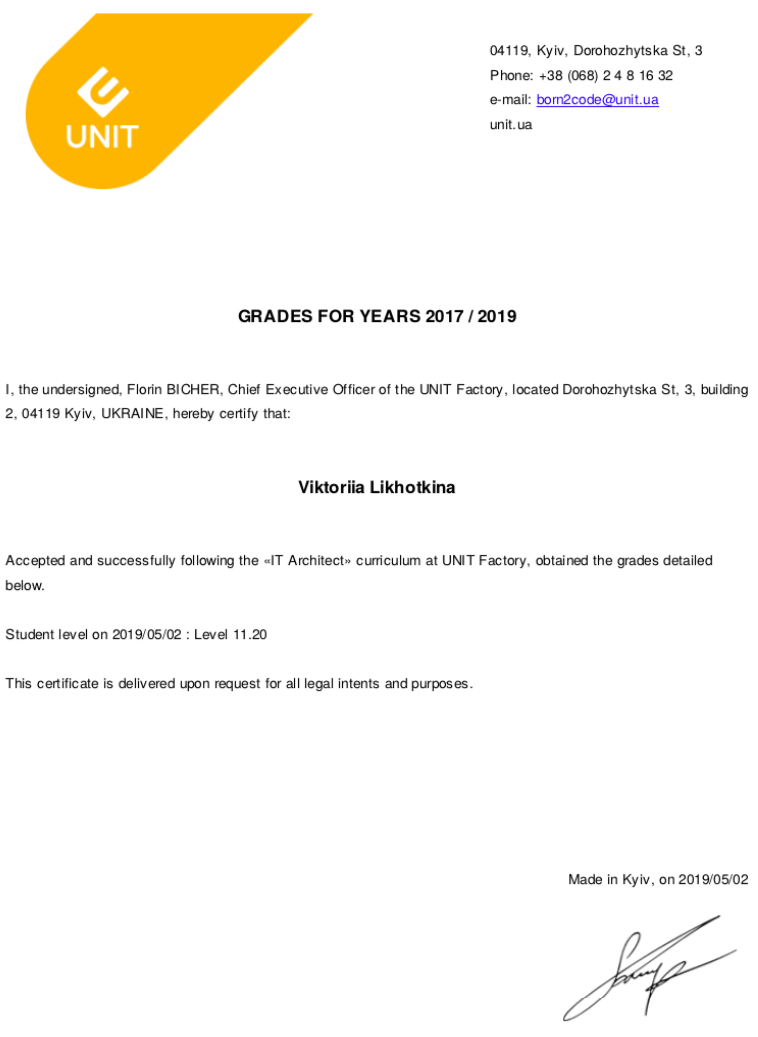 UNIT
04119, Kyiv, Dorohozhytska St, 3
Phone: +38 (068) 2 4 8 16 32
e-mail: born2code@unit.ua
unit.ua
GRADES FOR YEARS 2017 / 2019
I, the undersigned, Florin BICHER, Chief Executive Officer of the UNIT Factory, located Dorohozhytska St, 3, building
2, 04119 Kyiv, UKRAINE, hereby certify that:
Viktoriia Likhotkina
Accepted and successfully following the «IT Architect» curriculum at UNIT Factory, obtained the grades detailed
below.
Student level on 2019/05/02 : Level 11.20
This certificate is delivered upon request for all legal intents and purposes.
Made in Kyiv, on 2019/05/02